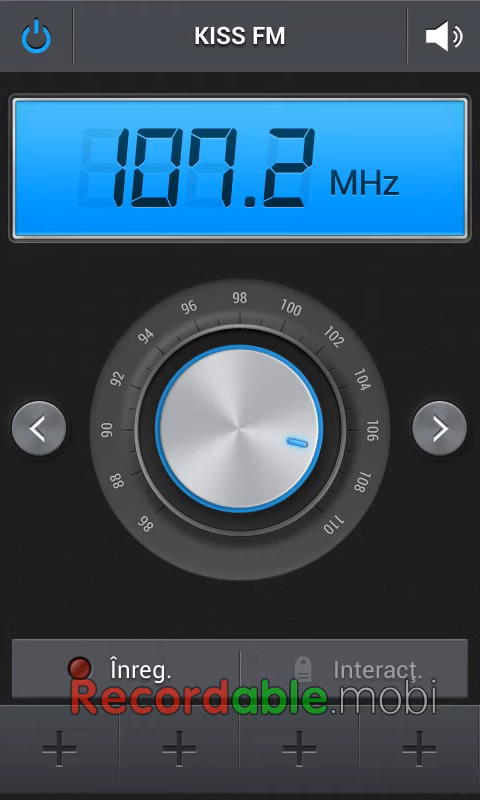 KISS FM
107.2 MHz
86 88 90 92 94 96 98 100 102 104 106 108 110
Înreg. Interacţ.
Recordable.mobi